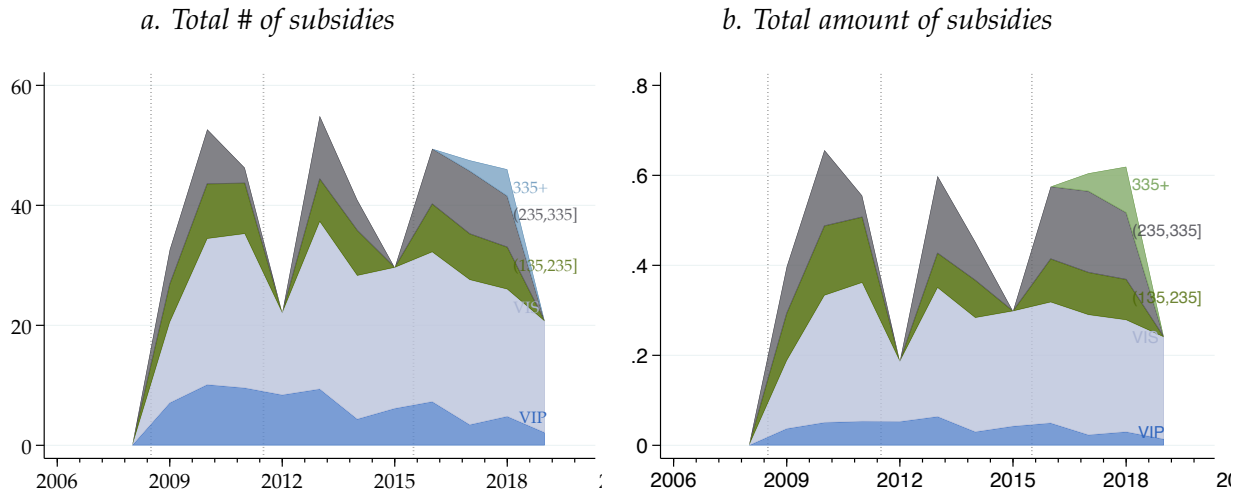 a. Total # of subsidies
60
40
20
0
335+
(235,335]
(135,235]
VIS
VIP
2006 2009 2012 2015 2018
b. Total amount of subsidies
.8
.6
.4
.2
0
335+
(235,335]
(135,235]
VIS
VIP
2006 2009 2012 2015 2018